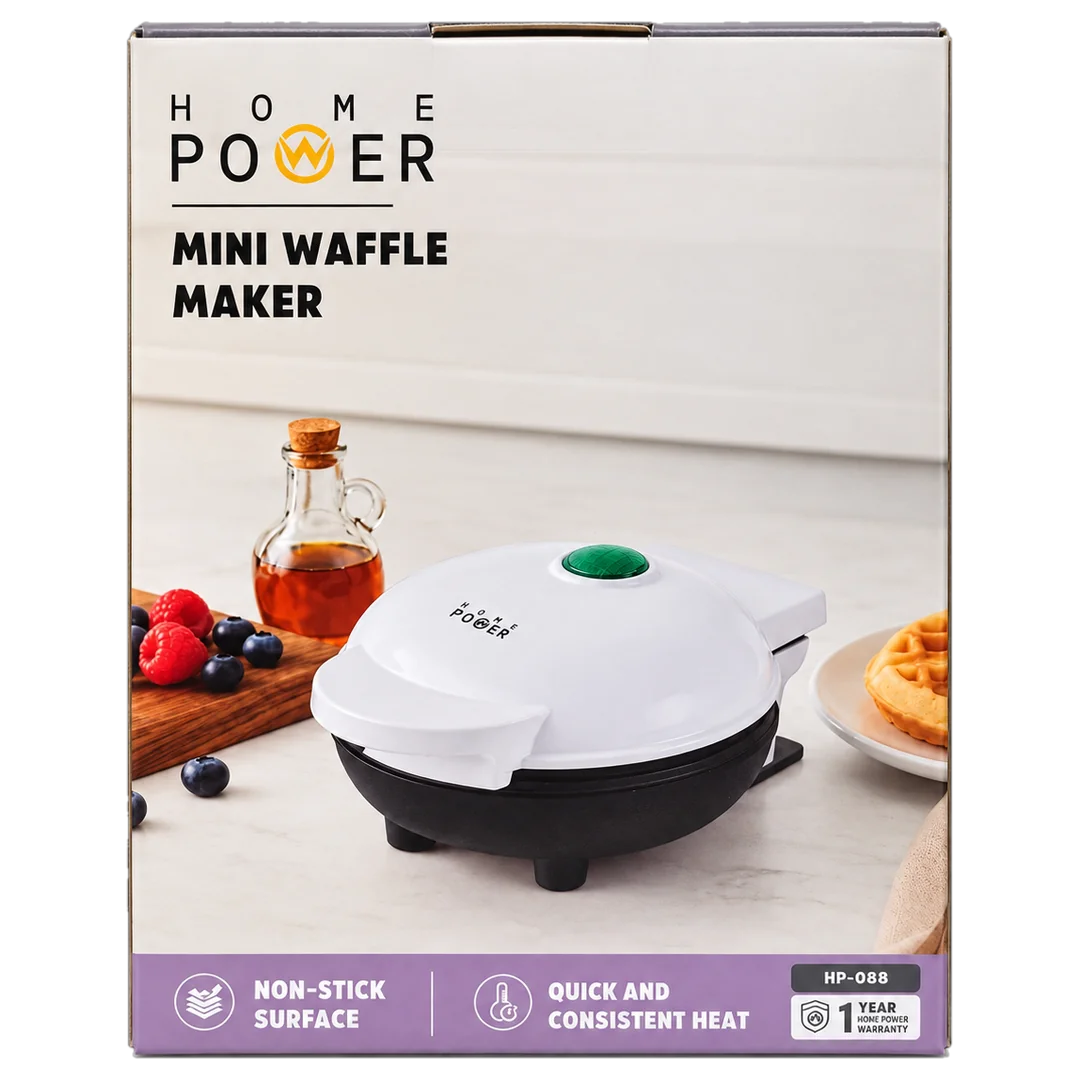 HOME
POWER
MINI WAFFLE
MAKER
HOME
POWER
NON-STICK
SURFACE
QUICK AND
CONSISTENT HEAT
HP-088
1 YEAR
HOME POWER
WARRANTY